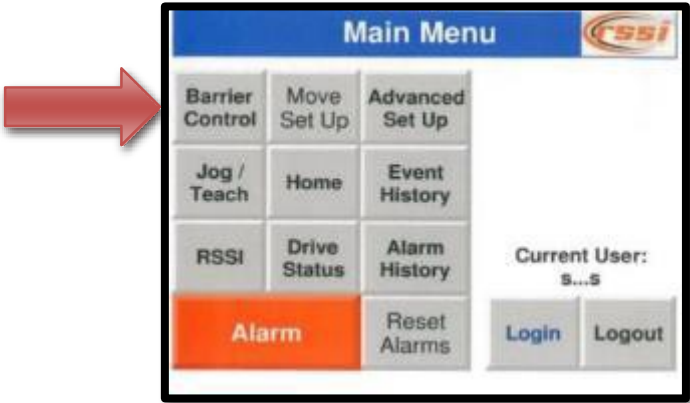 Main Menu
rssi
Barrier
Control
Move
Set Up
Advanced
Set Up
Jog /
Teach
Home
Event
History
RSSI
Drive
Status
Alarm
History
Current User:
s...s
Alarm
Reset
Alarms
Login
Logout